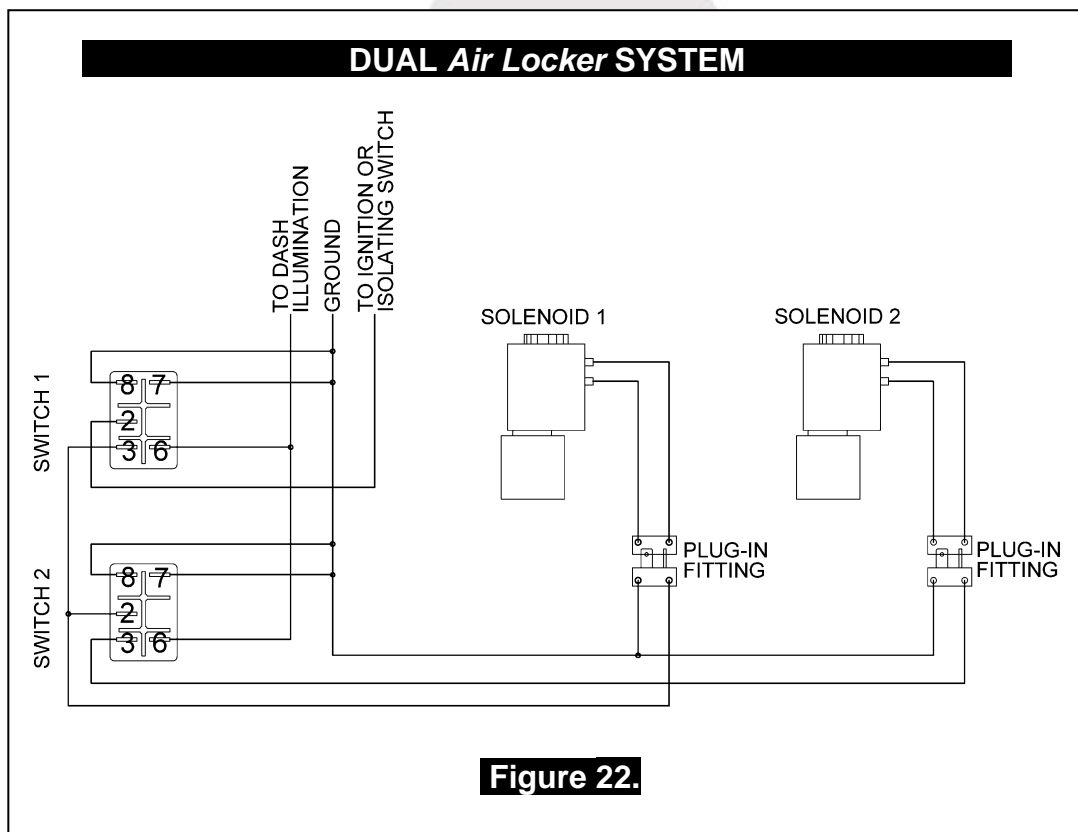 DUAL Air Locker SYSTEM
TO DASH
ILLUMINATION
GROUND
TO IGNITION OR
ISOLATING SWITCH
SOLENOID 1
SOLENOID 2
SWITCH 1
8 7
2
3 6
PLUG-IN
FITTING
PLUG-IN
FITTING
SWITCH 2
8 7
2
3 6
Figure 22.